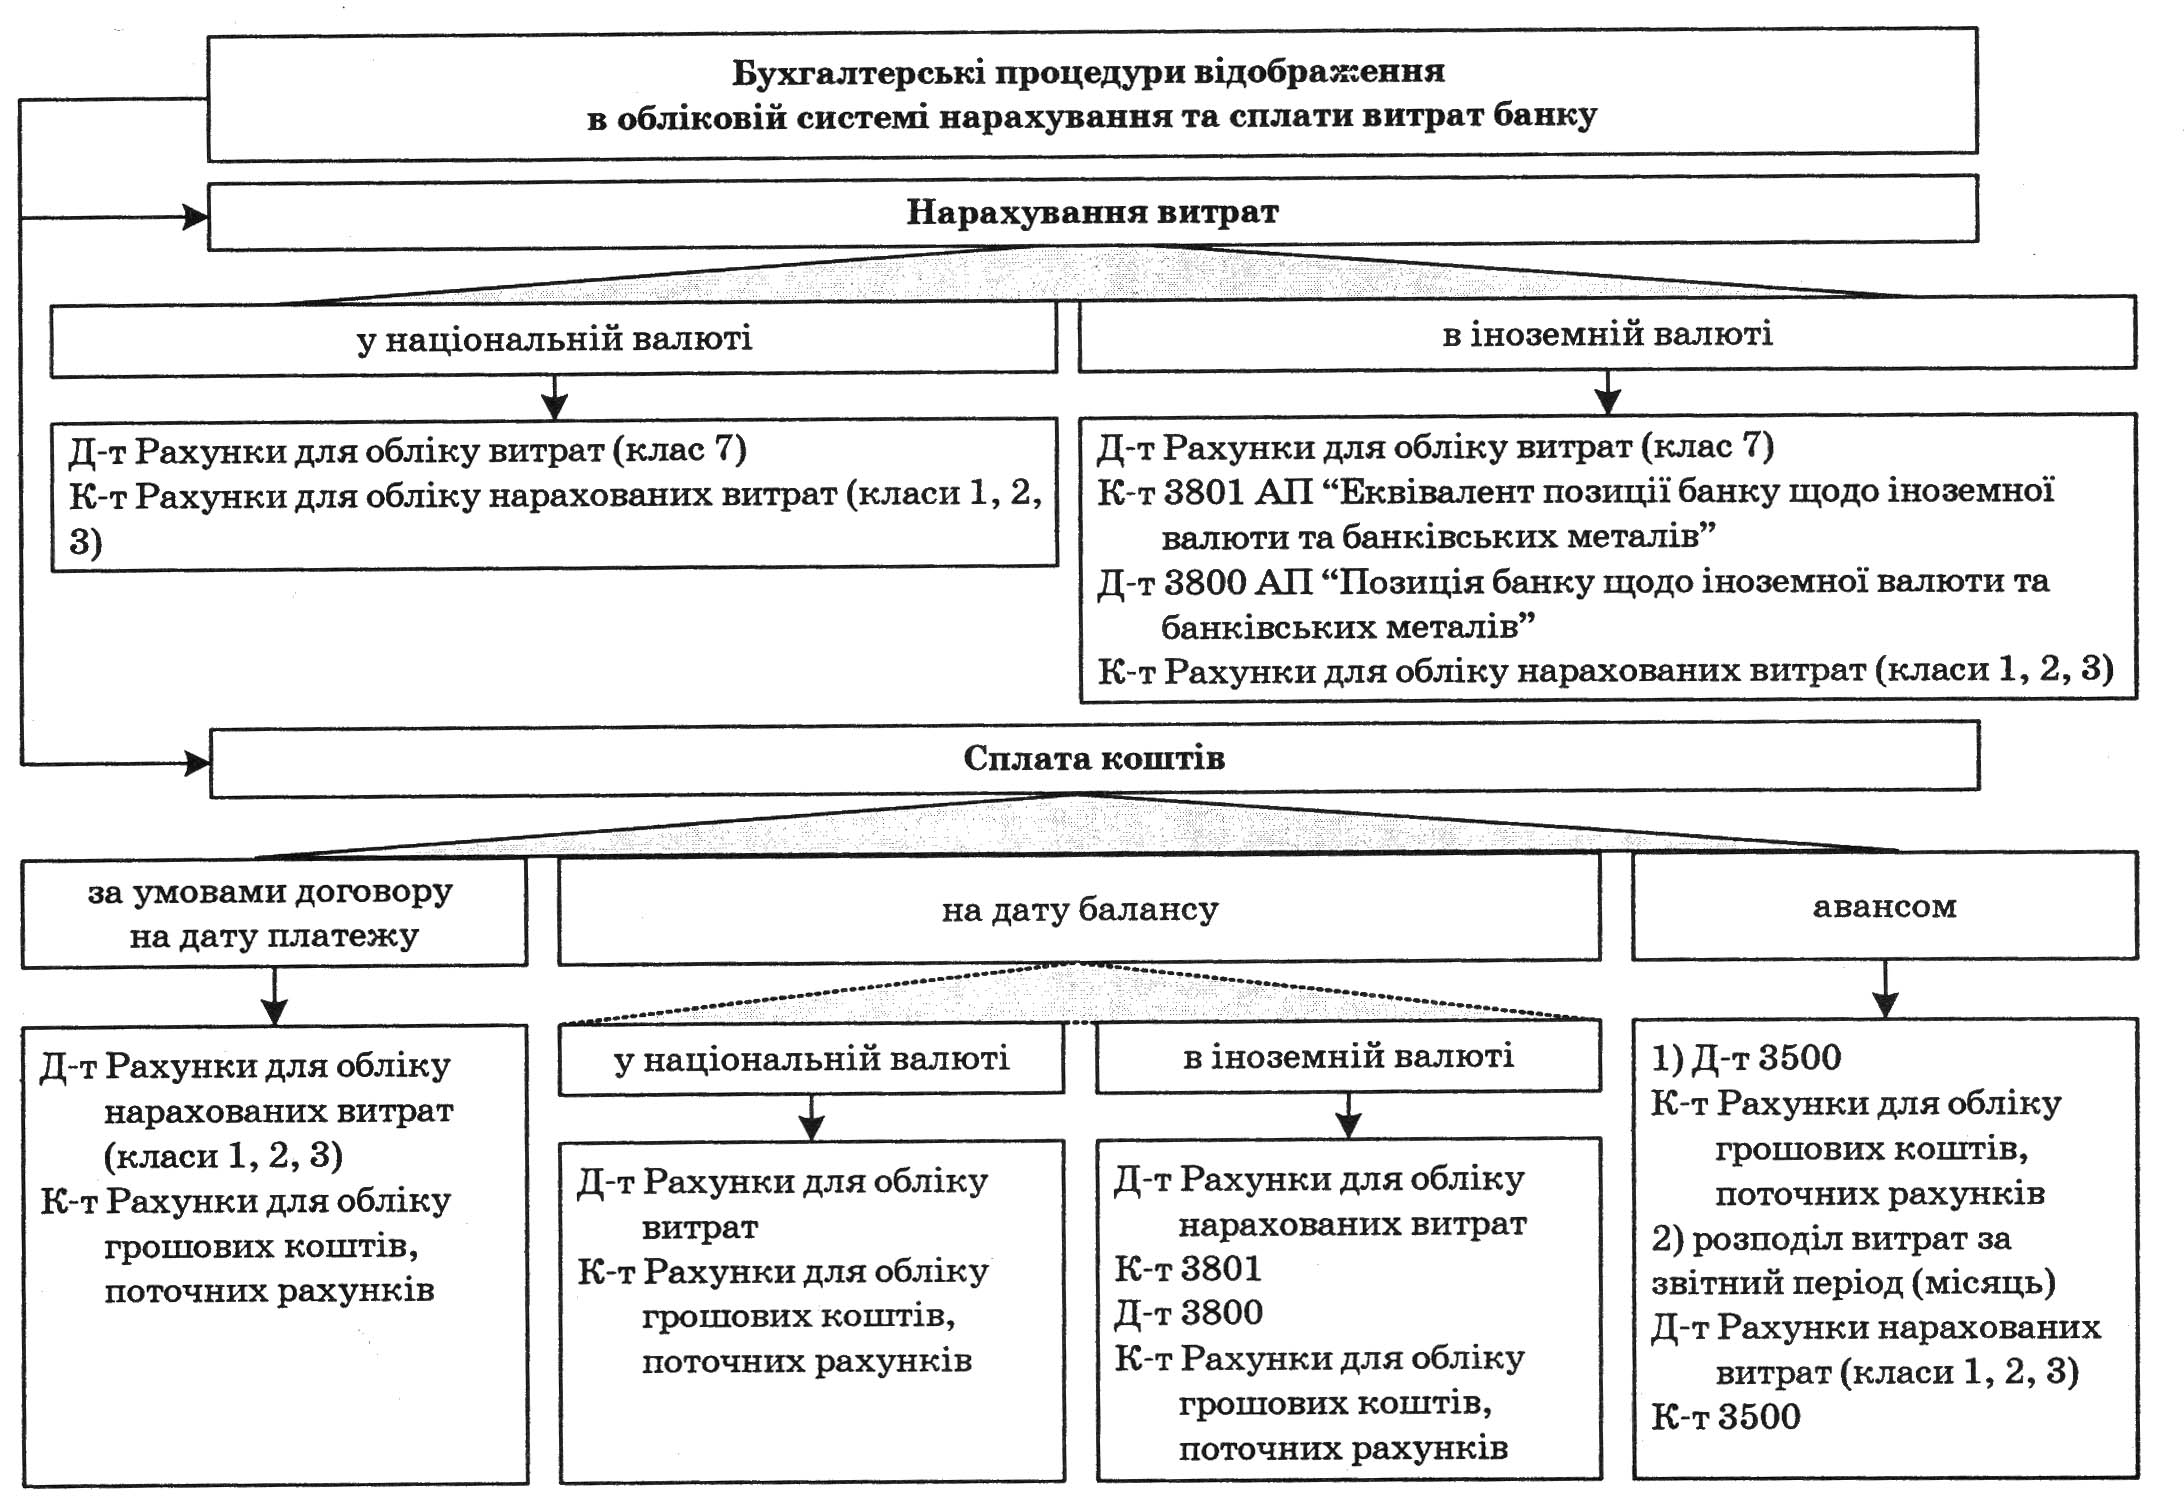 Бухгалтерські процедури відображення
в обліковій системі нарахування та сплати витрат банку
Нарахування витрат
у національній валюті
в іноземній валюті
Д-т Рахунки для обліку витрат (клас 7)
К-т Рахунки для обліку нарахованих витрат (класи 1, 2,
3)
Д-т Рахунки для обліку витрат (клас 7)
К-т 3801 АП “Еквівалент позиції банку щодо іноземної
валюти та банківських металів”
Д-т 3800 АП “Позиція банку щодо іноземної валюти та
банківських металів”
К-т Рахунки для обліку нарахованих витрат (класи 1, 2, 3)
Сплата коштів
за умовами договору
на дату платежу
на дату балансу
авансом
Д-т Рахунки для обліку
нарахованих витрат
(класи 1, 2, 3)
К-т Рахунки для обліку
грошових коштів,
поточних рахунків
у національній валюті
в іноземній валюті
Д-т Рахунки для обліку
витрат
К-т Рахунки для обліку
грошових коштів,
поточних рахунків
Д-т Рахунки для обліку
нарахованих витрат
К-т 3801
Д-т 3800
К-т Рахунки для обліку
грошових коштів,
поточних рахунків
1) Д-т 3500
К-т Рахунки для обліку
грошових коштів,
поточних рахунків
2) розподіл витрат за
звітний період (місяць)
Д-т Рахунки нарахованих
витрат (класи 1, 2, 3)
К-т 3500